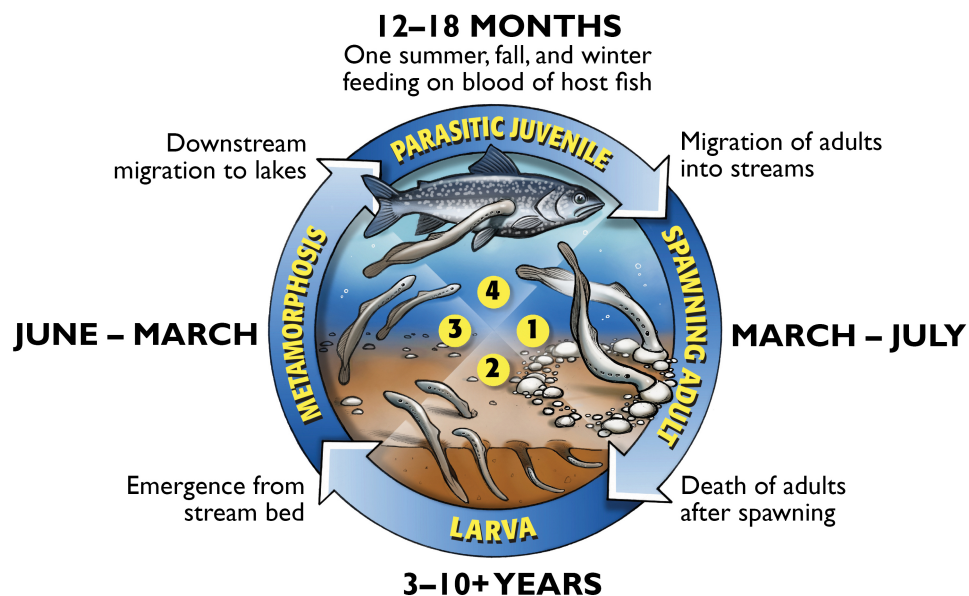 12–18 MONTHS
One summer, fall, and winter
feeding on blood of host fish
PARASITIC JUVENILE
Downstream
migration to lakes
Migration of adults
into streams
METAMORPHOSIS
SPAWNING ADULT
4
3
1
2
JUNE – MARCH
MARCH – JULY
Emergence from
stream bed
Death of adults
after spawning
LARVA
3–10+ YEARS